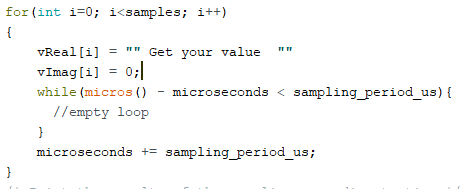 for(int i=0; i<samples; i++)
{
vReal[i] = "" Get your value  ""
vImag[i] = 0;
while(micros() - microseconds < sampling_period_us){
//empty loop
}
microseconds += sampling_period_us;
}